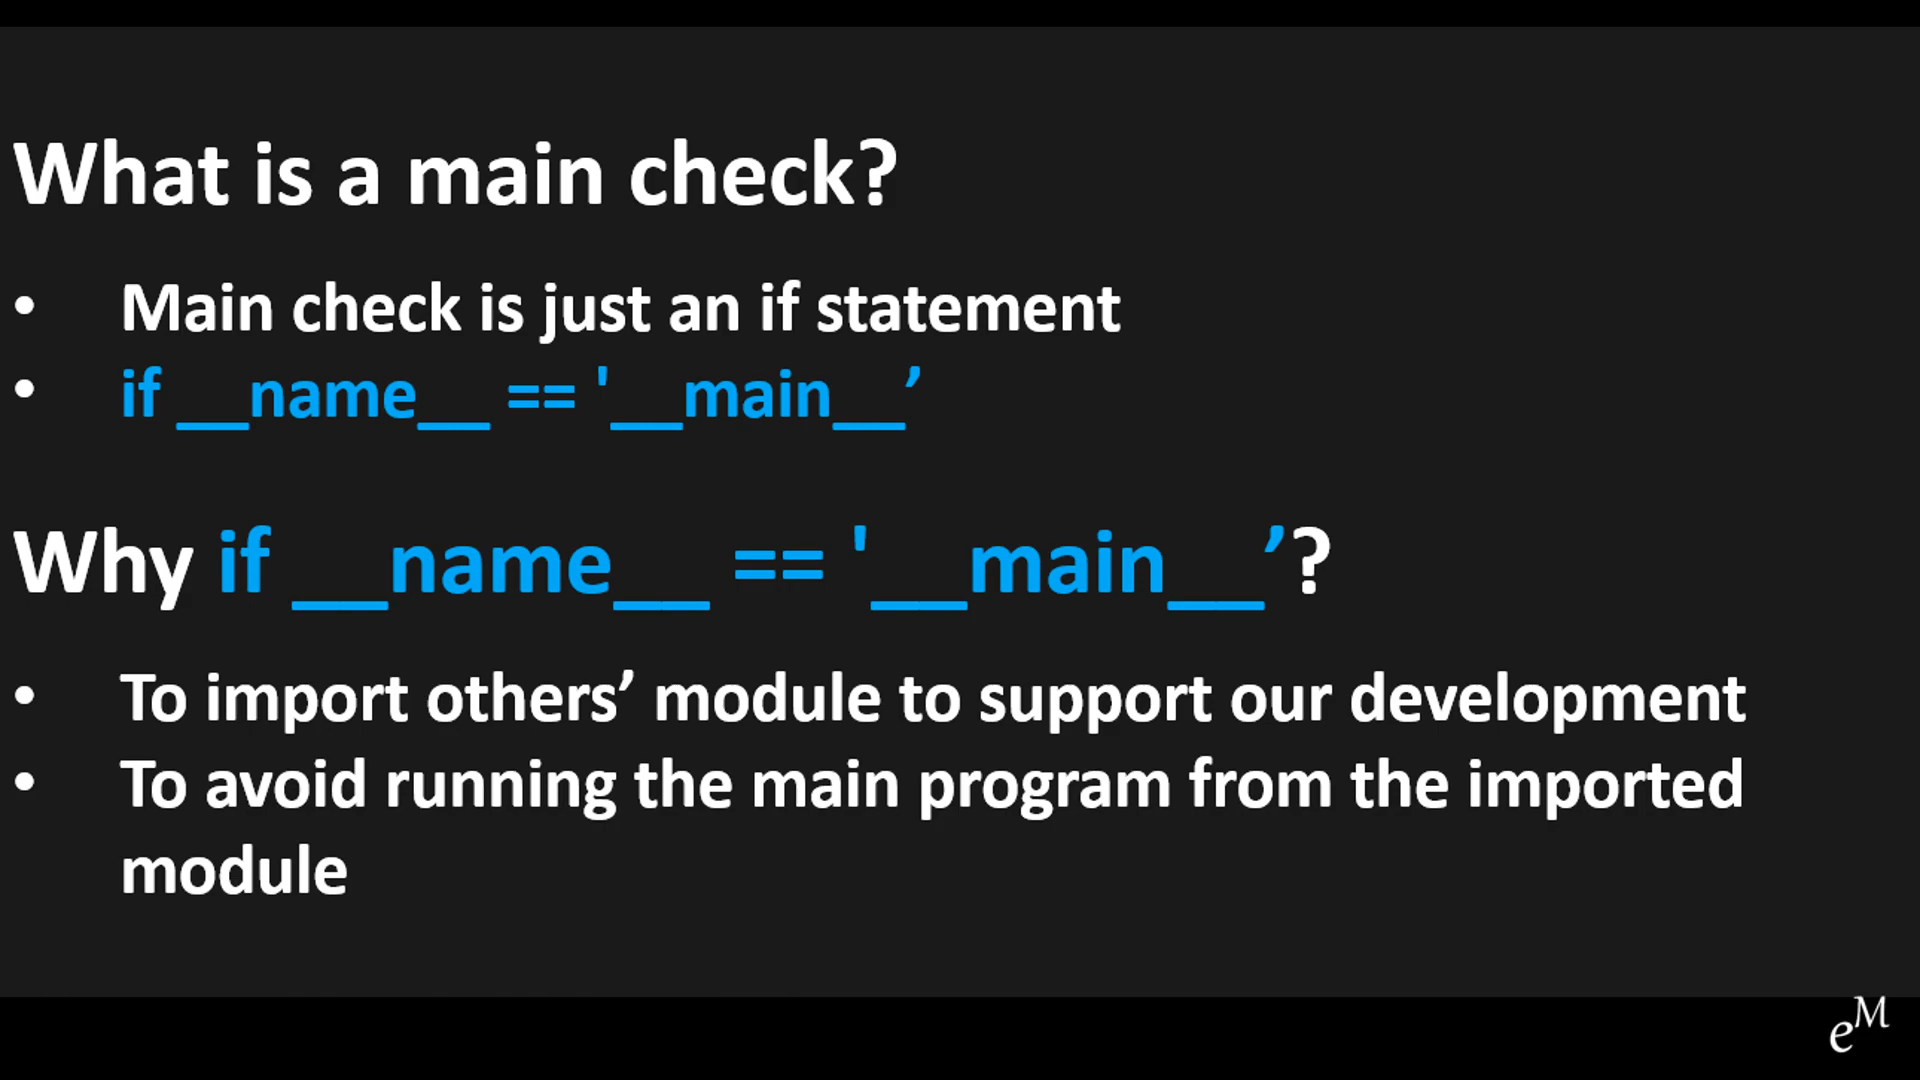 What is a main check?
• Main check is just an if statement
• if __name__ == '__main__’
Why if __name__ == '__main__’?
• To import others’ module to support our development
• To avoid running the main program from the imported
module
eM